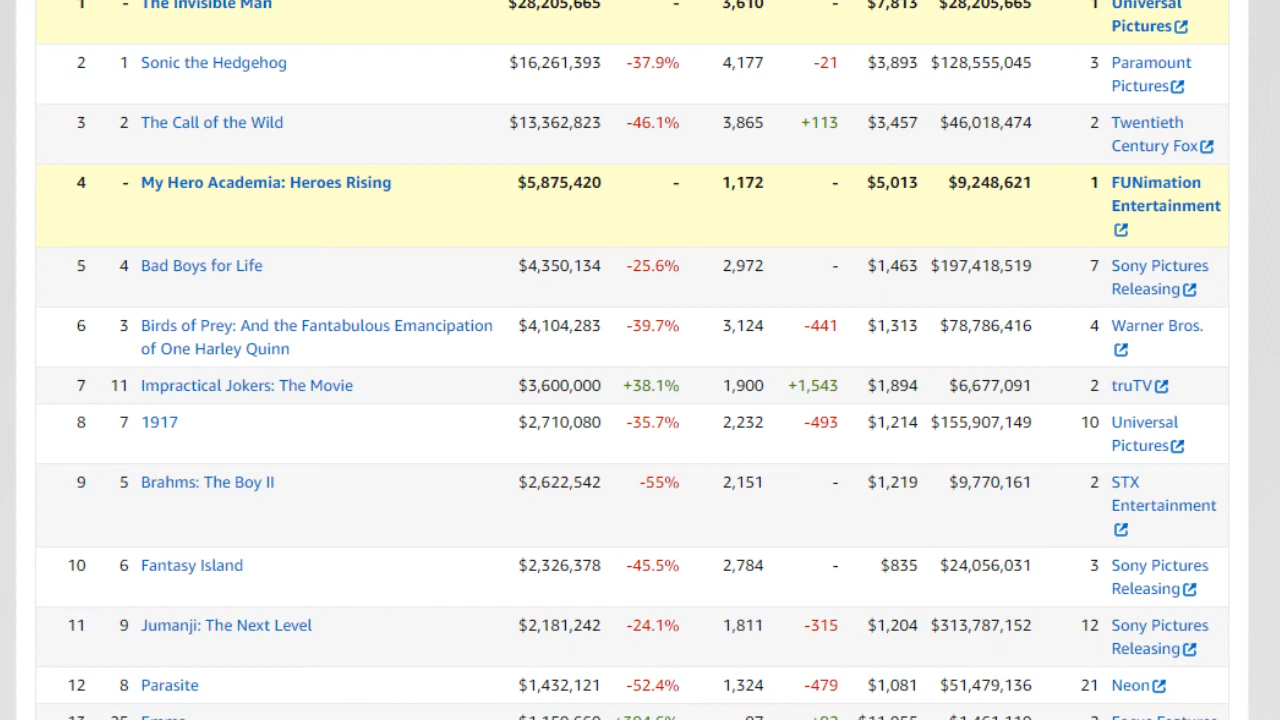 1 - The Invisible Man $28,205,665 - 3,610 - $7,813 $28,205,665 1 Universal
Pictures
2 1 Sonic the Hedgehog $16,261,393 -37.9% 4,177 -21 $3,893 $128,555,045 3 Paramount
Pictures
3 2 The Call of the Wild $13,362,823 -46.1% 3,865 +113 $3,457 $46,018,474 2 Twentieth
Century Fox
4 - My Hero Academia: Heroes Rising $5,875,420 - 1,172 - $5,013 $9,248,621 1 FUNimation
Entertainment
5 4 Bad Boys for Life $4,350,134 -25.6% 2,972 - $1,463 $197,418,519 7 Sony Pictures
Releasing
6 3 Birds of Prey: And the Fantabulous Emancipation $4,104,283 -39.7% 3,124 -441 $1,313 $78,786,416 4 Warner Bros.
of One Harley Quinn
7 11 Impractical Jokers: The Movie $3,600,000 +38.1% 1,900 +1,543 $1,894 $6,677,091 2 truTV
8 7 1917 $2,710,080 -35.7% 2,232 -493 $1,214 $155,907,149 10 Universal
Pictures
9 5 Brahms: The Boy II $2,622,542 -55% 2,151 - $1,219 $9,770,161 2 STX
Entertainment
10 6 Fantasy Island $2,326,378 -45.5% 2,784 - $835 $24,056,031 3 Sony Pictures
Releasing
11 9 Jumanji: The Next Level $2,181,242 -24.1% 1,811 -315 $1,204 $313,787,152 12 Sony Pictures
Releasing
12 8 Parasite $1,432,121 -52.4% 1,324 -479 $1,081 $51,479,136 21 Neon
Emma Focus Features